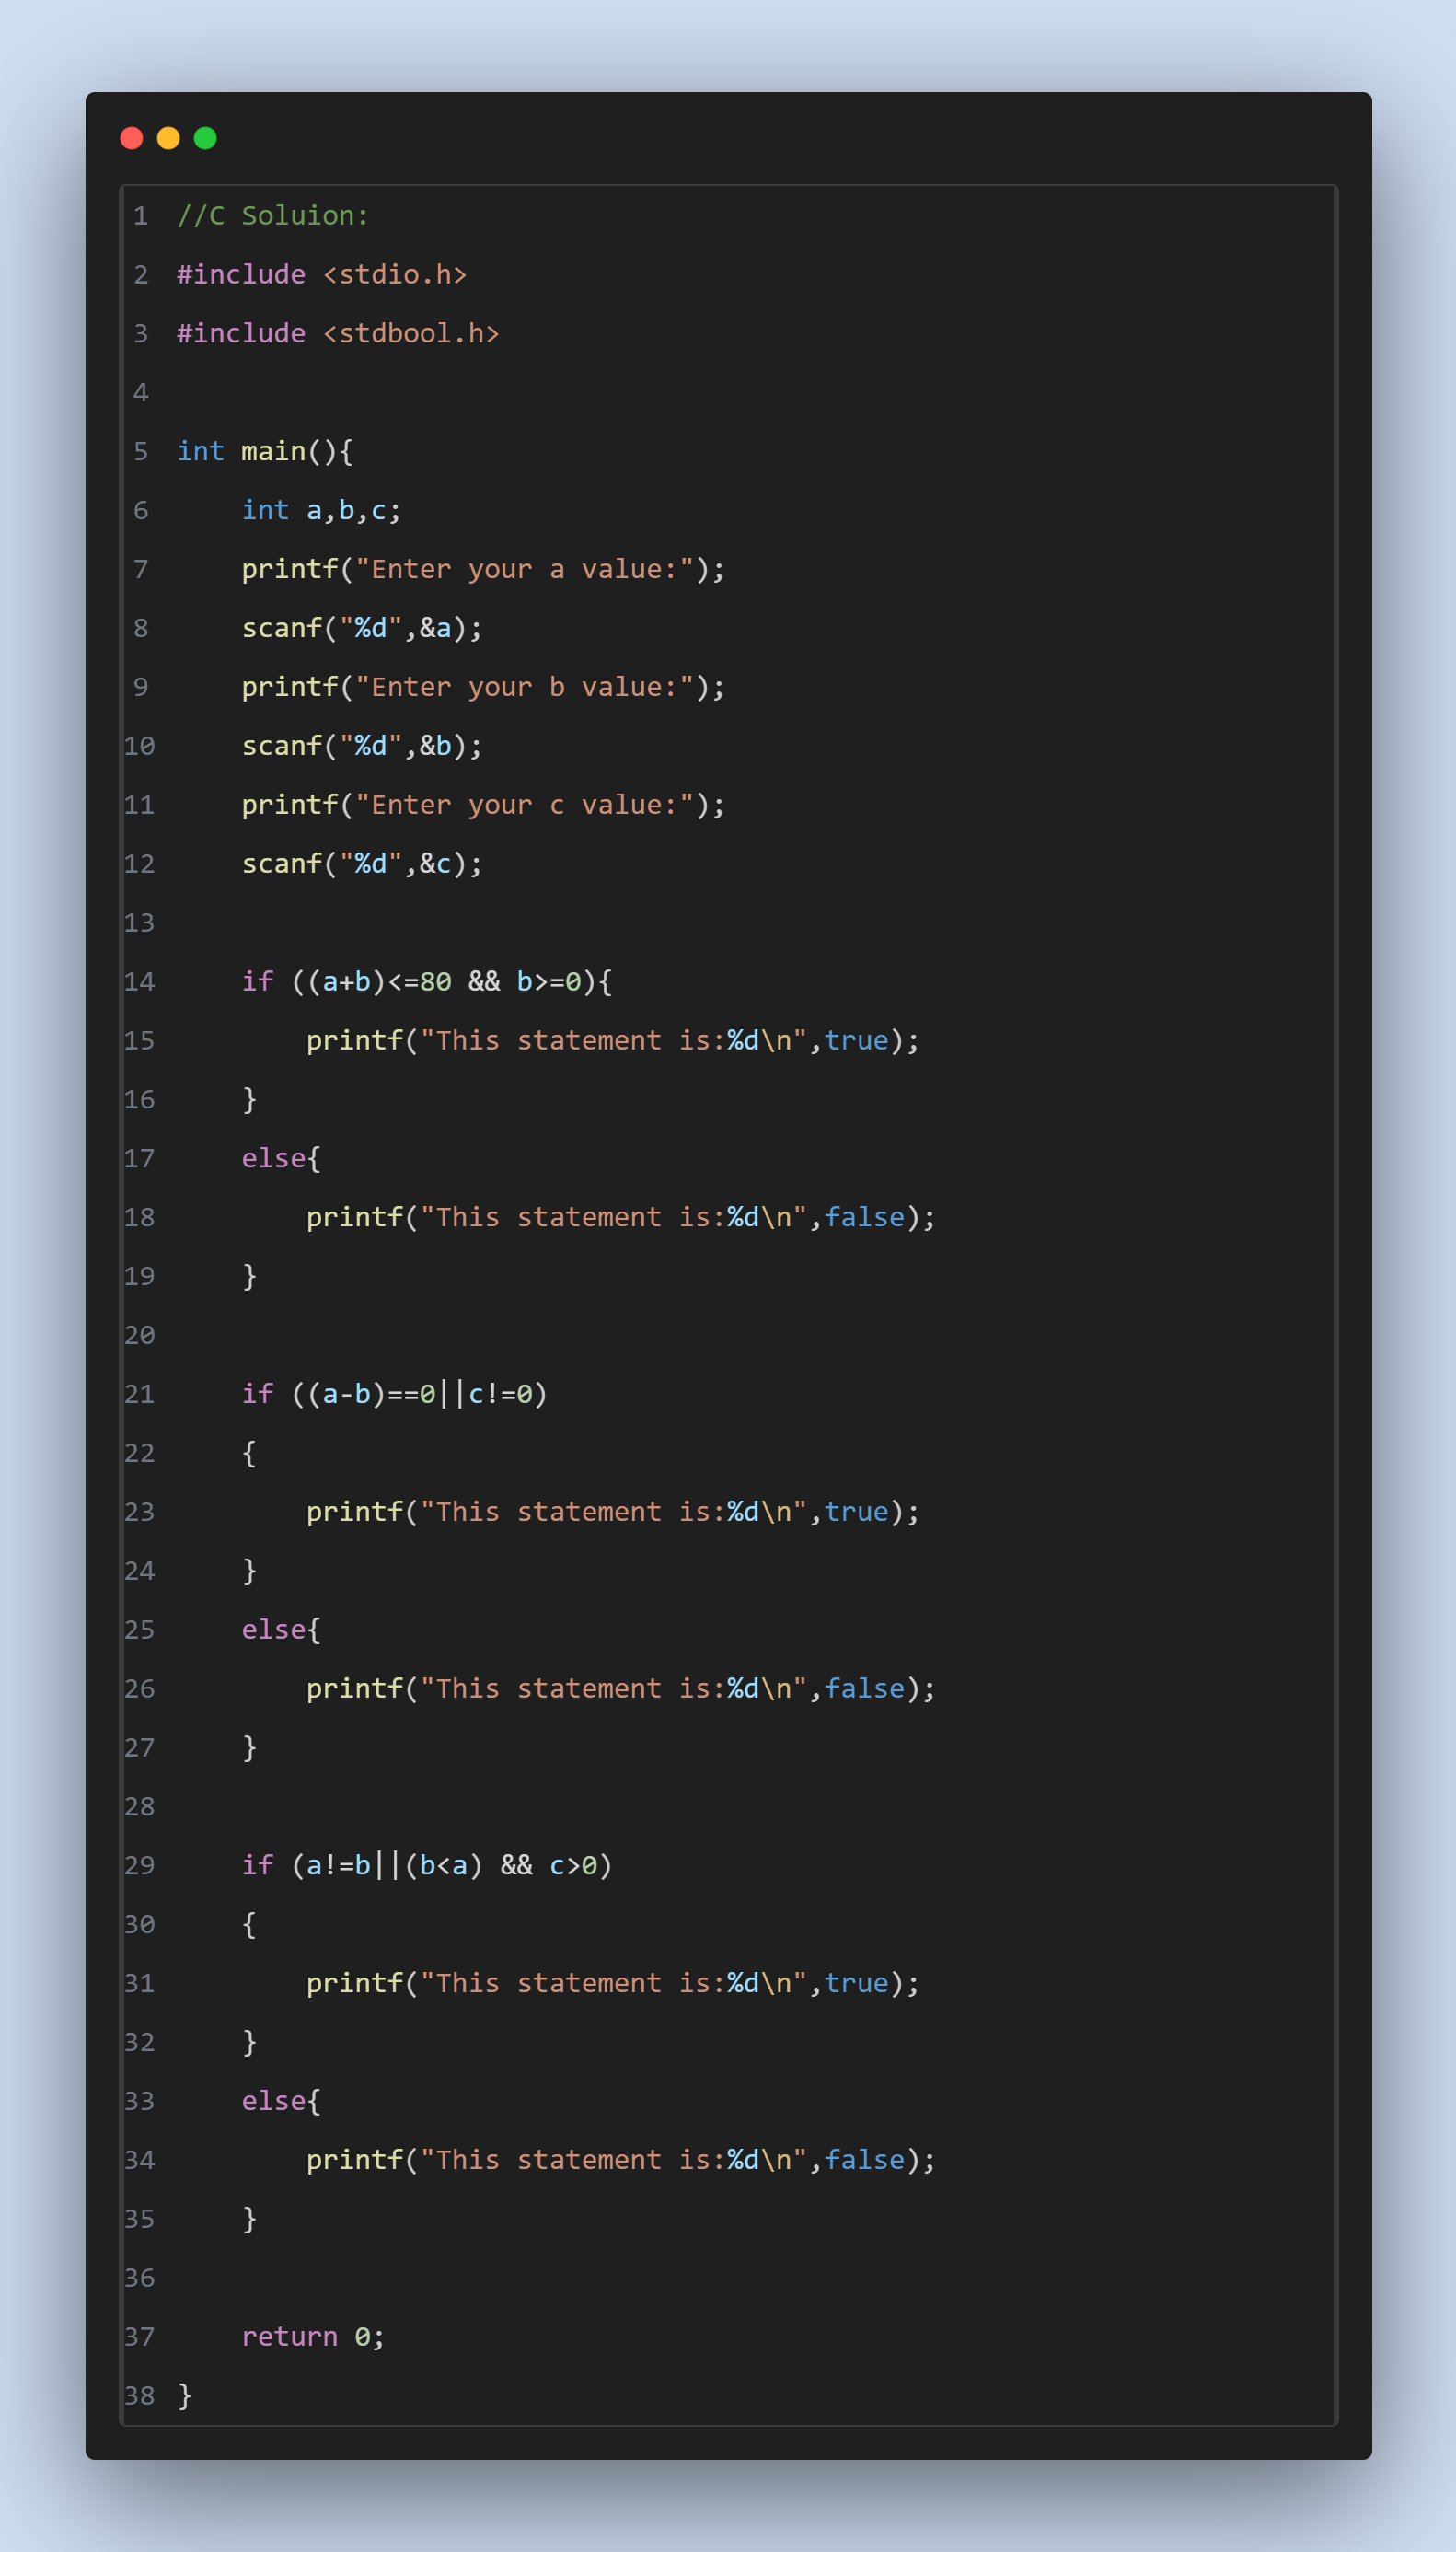 1 //C Soluion:
2 #include <stdio.h>
3 #include <stdbool.h>
4
5 int main(){
6     int a,b,c;
7     printf("Enter your a value:");
8     scanf("%d",&a);
9     printf("Enter your b value:");
10     scanf("%d",&b);
11     printf("Enter your c value:");
12     scanf("%d",&c);
13
14     if ((a+b)<=80 && b>=0){
15         printf("This statement is:%d\n",true);
16     }
17     else{
18         printf("This statement is:%d\n",false);
19     }
20
21     if ((a-b)==0||c!=0)
22     {
23         printf("This statement is:%d\n",true);
24     }
25     else{
26         printf("This statement is:%d\n",false);
27     }
28
29     if (a!=b||(b<a) && c>0)
30     {
31         printf("This statement is:%d\n",true);
32     }
33     else{
34         printf("This statement is:%d\n",false);
35     }
36
37     return 0;
38 }